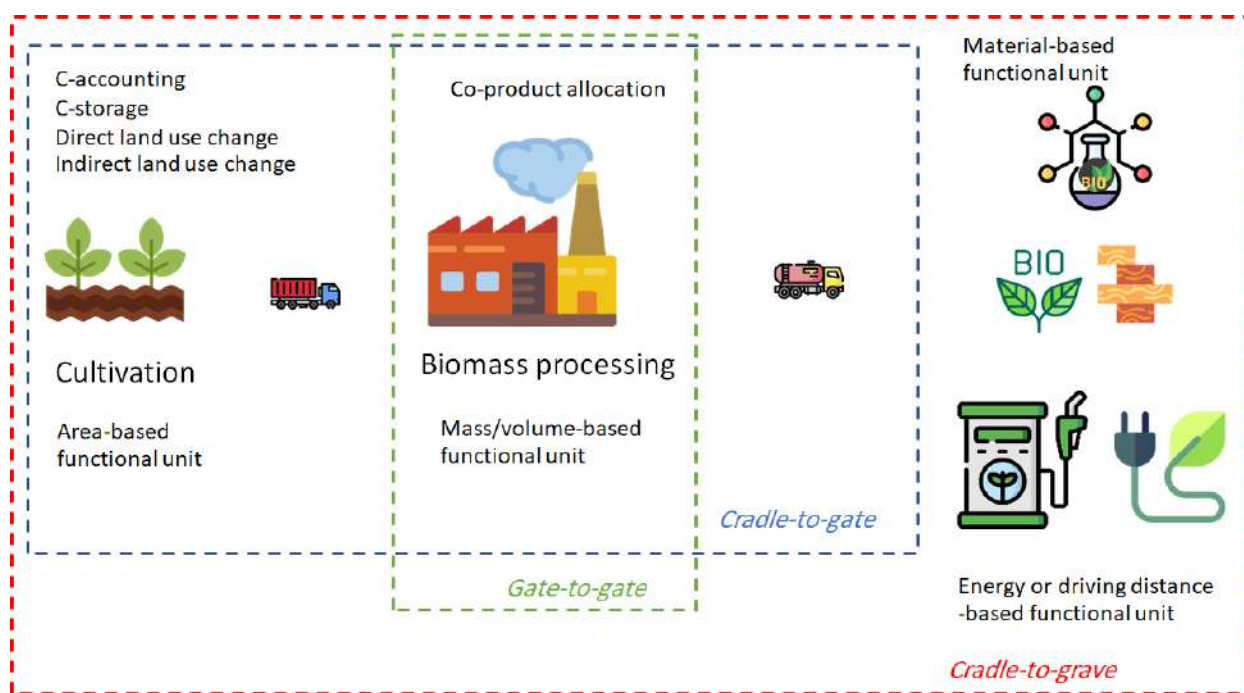 C-accounting
C-storage
Direct land use change
Indirect land use change
Cultivation
Area-based
functional unit
Co-product allocation
Biomass processing
Mass/volume-based
functional unit
Cradle-to-gate
Gate-to-gate
Material-based
functional unit
BIO
BIO
Energy or driving distance
-based functional unit
Cradle-to-grave